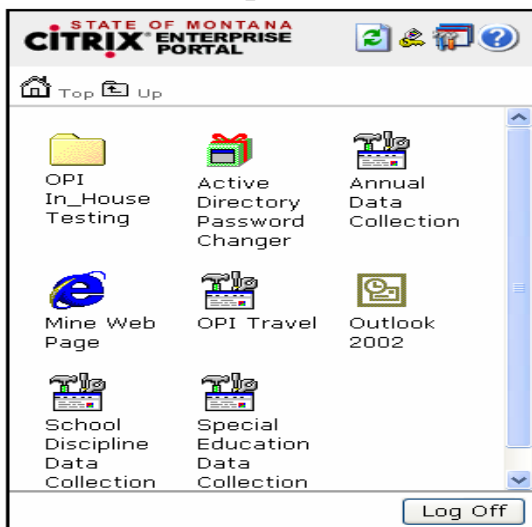 STATE OF MONTANA
CITRIX® ENTERPRISE
PORTAL
Top Up
OPI
In_House
Testing
Active
Directory
Password
Changer
Annual
Data
Collection
Mine Web
Page
OPI Travel
Outlook
2002
School
Discipline
Data
Collection
Special
Education
Data
Collection
Log Off